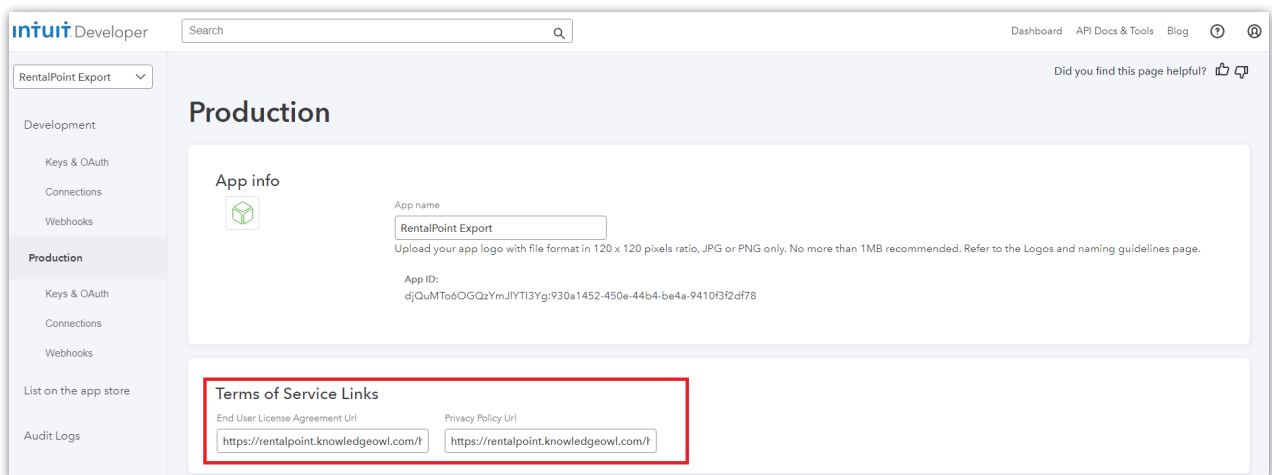 ıntuıt Developer
Search
Dashboard API Docs & Tools Blog
RentalPoint Export
Did you find this page helpful?
Production
Development
Keys & OAuth
Connections
Webhooks
Production
Keys & OAuth
Connections
Webhooks
List on the app store
Audit Logs
App info
App name
RentalPoint Export
Upload your app logo with file format in 120 x 120 pixels ratio, JPG or PNG only. No more than 1MB recommended. Refer to the Logos and naming guidelines page.
App ID:
djQuMTo6OGQzYmJlYTI3Yg:930a1452-450e-44b4-be4a-9410f3f2df78
Terms of Service Links
End User License Agreement Url Privacy Policy Url
https://rentalpoint.knowledgeowl.com/h https://rentalpoint.knowledgeowl.com/h